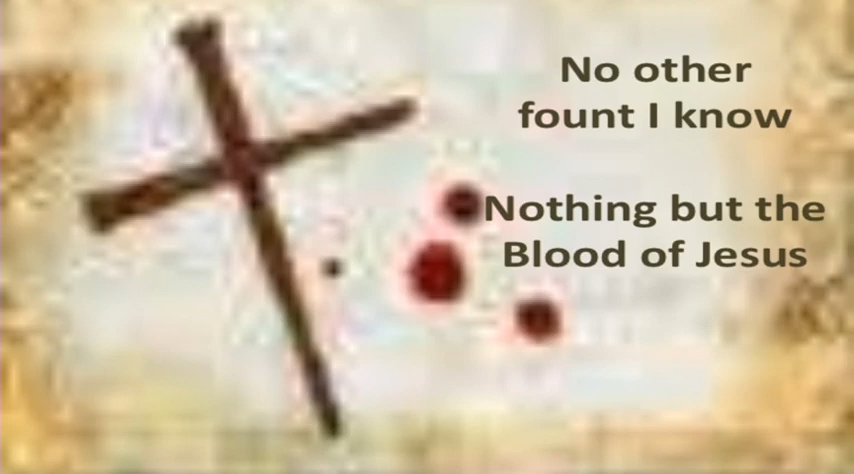 No other
fount I know
Nothing but the
Blood of Jesus